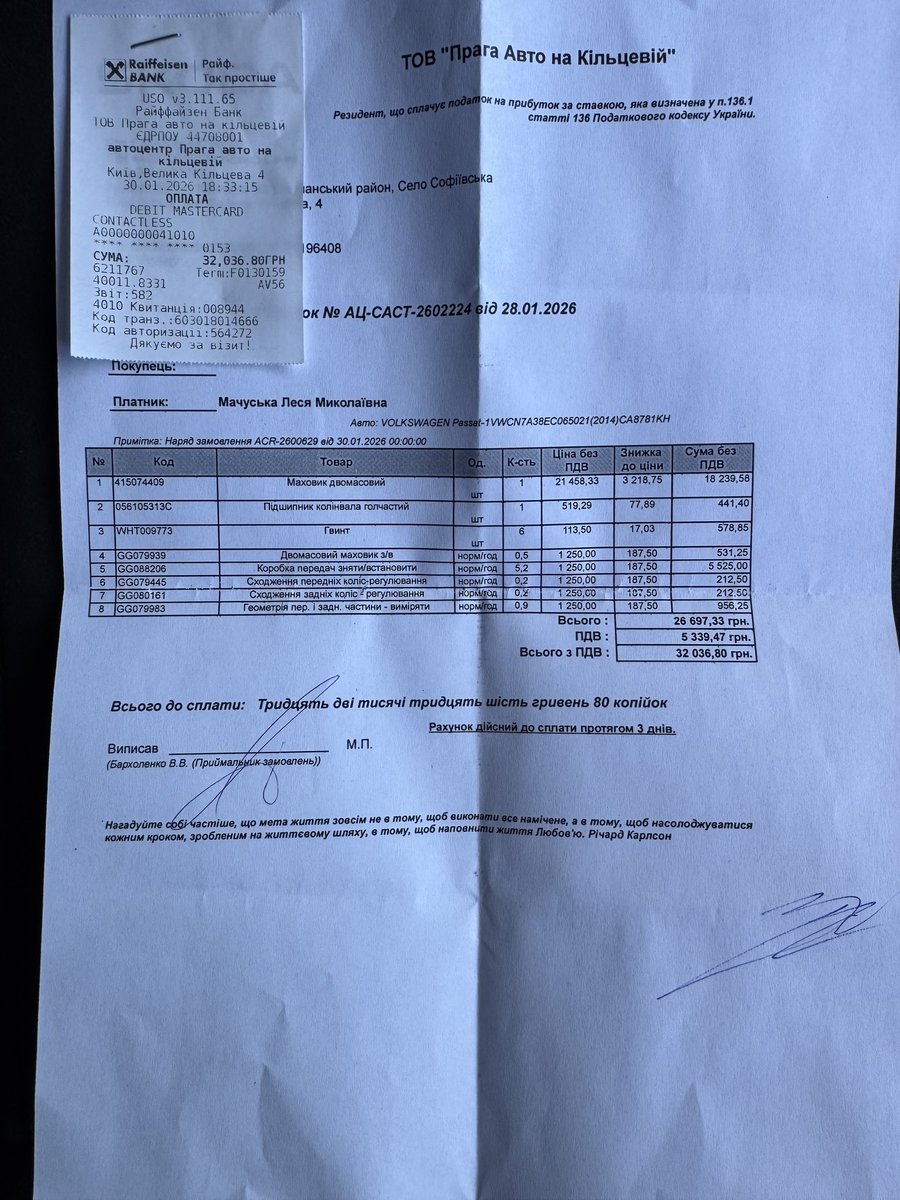 Raiffeisen BANK Райф. Так простіше
USO v3.111.65
Райффайзен Банк
ТОВ Прага авто на кільцевій
ЄДРПОУ 44708001
автоцентр Прага авто на
кільцевій
Київ,Велика Кільцева 4
30.01.2026 18:33:15
ОПЛАТА
DEBIT MASTERCARD
CONTACTLESS
A0000000041010
**** **** **** 0153
СУМА: 32,036.80ГРН
6211767 Term:F0130159
40011.8331 AV56
Звіт:582
4010 Квитанція:008944
Код транз.:603018014666
Код авторизації:564272
Дякуємо за візит!
ТОВ "Прага Авто на Кільцевій"
Резидент, що сплачує податок на прибуток за ставкою, яка визначена у п.136.1
статті 136 Податкового кодексу України.
анський район, Село Софіївська
а, 4
196408
ок № АЦ-САСТ-2602224 від 28.01.2026
Покупець:
Платник: Мачуська Леся Миколаївна
Авто: VOLKSWAGEN Passat-1VWCN7A38EC065021(2014)CA8781KH
Примітка: Наряд замовлення ACR-2600629 від 30.01.2026 00:00:00
№ Код Товар Од. К-сть Ціна без ПДВ Знижка до ціни Сума без ПДВ
1 415074409 Маховик двомасовий шт 1 21 458,33 3 218,75 18 239,58
2 056105313C Підшипник колінвала голчастий шт 1 519,29 77,89 441,40
3 WHT009773 Гвинт шт 6 113,50 17,03 578,85
4 GG079939 Двомасовий маховик з/в норм/год 0,5 1 250,00 187,50 531,25
5 GG088206 Коробка передач зняти/встановити норм/год 5,2 1 250,00 187,50 5 525,00
6 GG079445 Сходження передніх коліс-регулювання норм/год 0,2 1 250,00 187,50 212,50
7 GG080161 Сходження задніх коліс - регулювання норм/год 0,2 1 250,00 187,50 212,50
8 GG079983 Геометрія пер. і задн. частини - виміряти норм/год 0,9 1 250,00 187,50 956,25
Всього : 26 697,33 грн.
ПДВ : 5 339,47 грн.
Всього з ПДВ : 32 036,80 грн.
Всього до сплати: Тридцять дві тисячі тридцять шість гривень 80 копійок
Рахунок дійсний до сплати протягом 3 днів.
Виписав М.П.
(Бархоленко В.В. (Приймальник замовлень))
Нагадуйте собі частіше, що мета життя зовсім не в тому, щоб виконати все намічене, а в тому, щоб насолоджуватися
кожним кроком, зробленим на життєвому шляху, в тому, щоб наповнити життя Любов'ю. Річард Карлсон